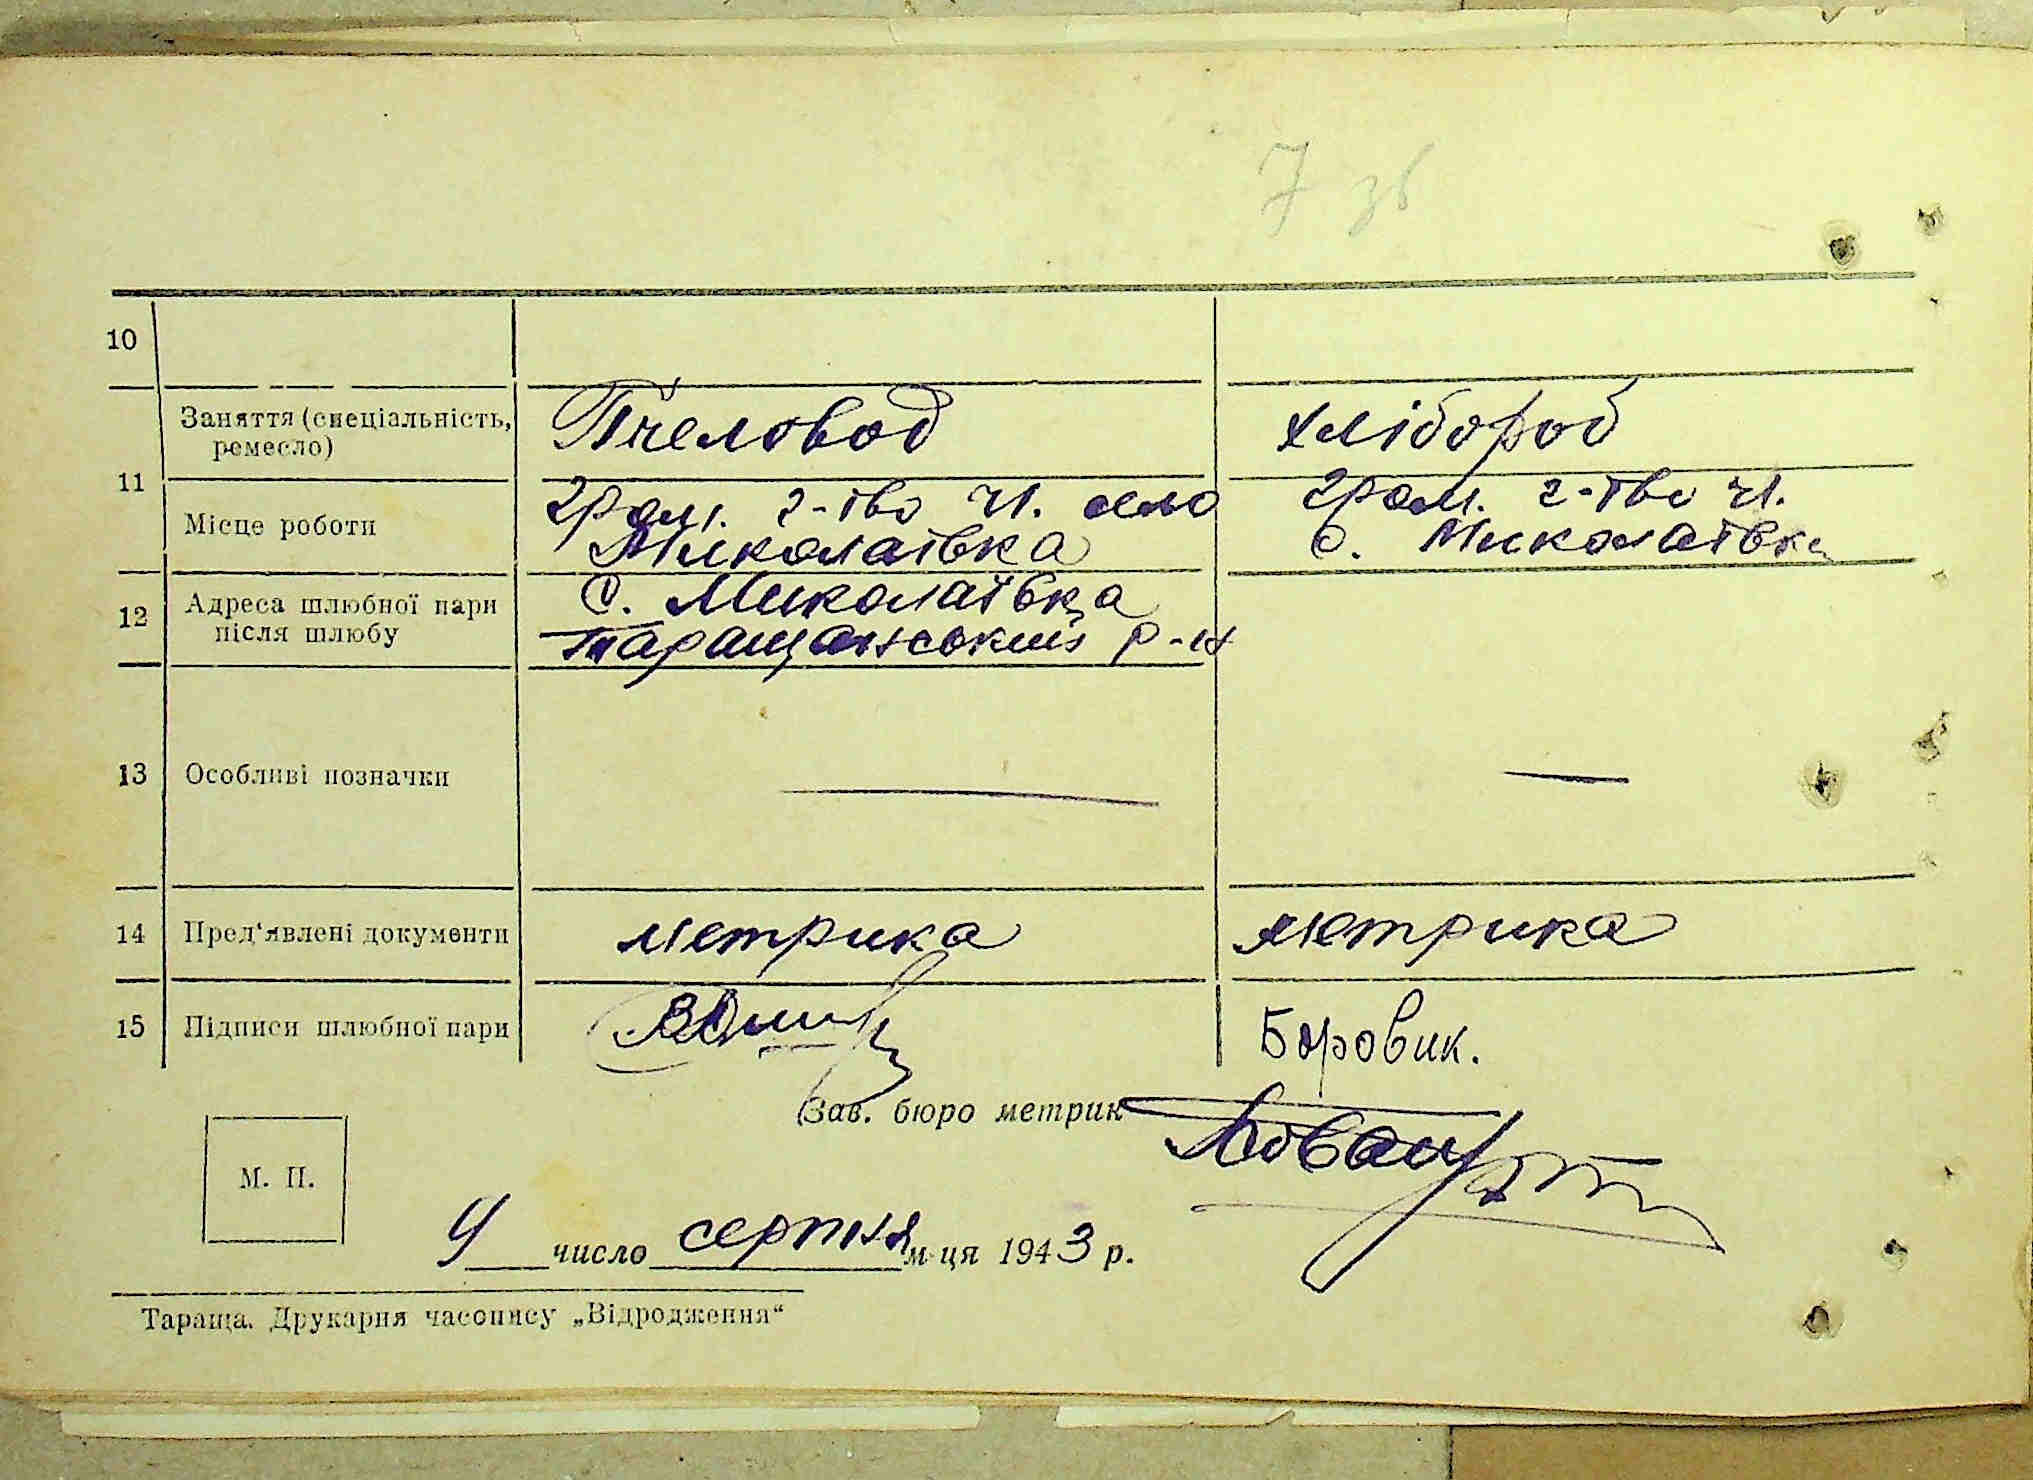 7 зв
10
Заняття (спеціальність, ремесло) Пчеловод хлібороб
11
Місце роботи грам. г-тво ч1. село Миколаївка грам. г-тво ч1. с. Миколаївка
12 Адреса шлюбної пари після шлюбу с. Миколаївка Таращанський р-н
13 Особливі позначки — —
14 Пред'явлені документи метрика метрика
15 Підписи шлюбної пари Боровик.
Зав. бюро метрик
М. П.
9 число серпня м-ця 1943 р.
Тараща. Друкарня часопису „Відродження“